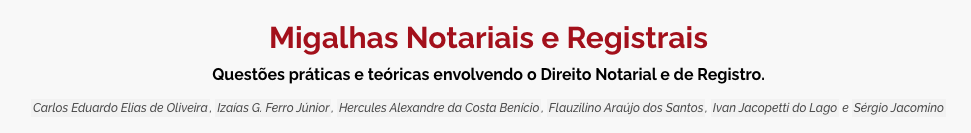 Migalhas Notariais e Registrais
Questões práticas e teóricas envolvendo o Direito Notarial e de Registro.
Carlos Eduardo Elias de Oliveira, Izaías G. Ferro Júnior, Hercules Alexandre da Costa Benício, Flauzilino Araújo dos Santos, Ivan Jacopetti do Lago e Sérgio Jacomino